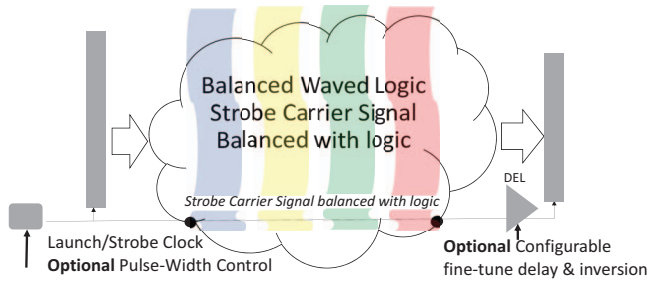 Balanced Waved Logic
Strobe Carrier Signal
Balanced with logic
DEL
Strobe Carrier Signal balanced with logic
Launch/Strobe Clock
Optional Pulse-Width Control
Optional Configurable
fine-tune delay & inversion